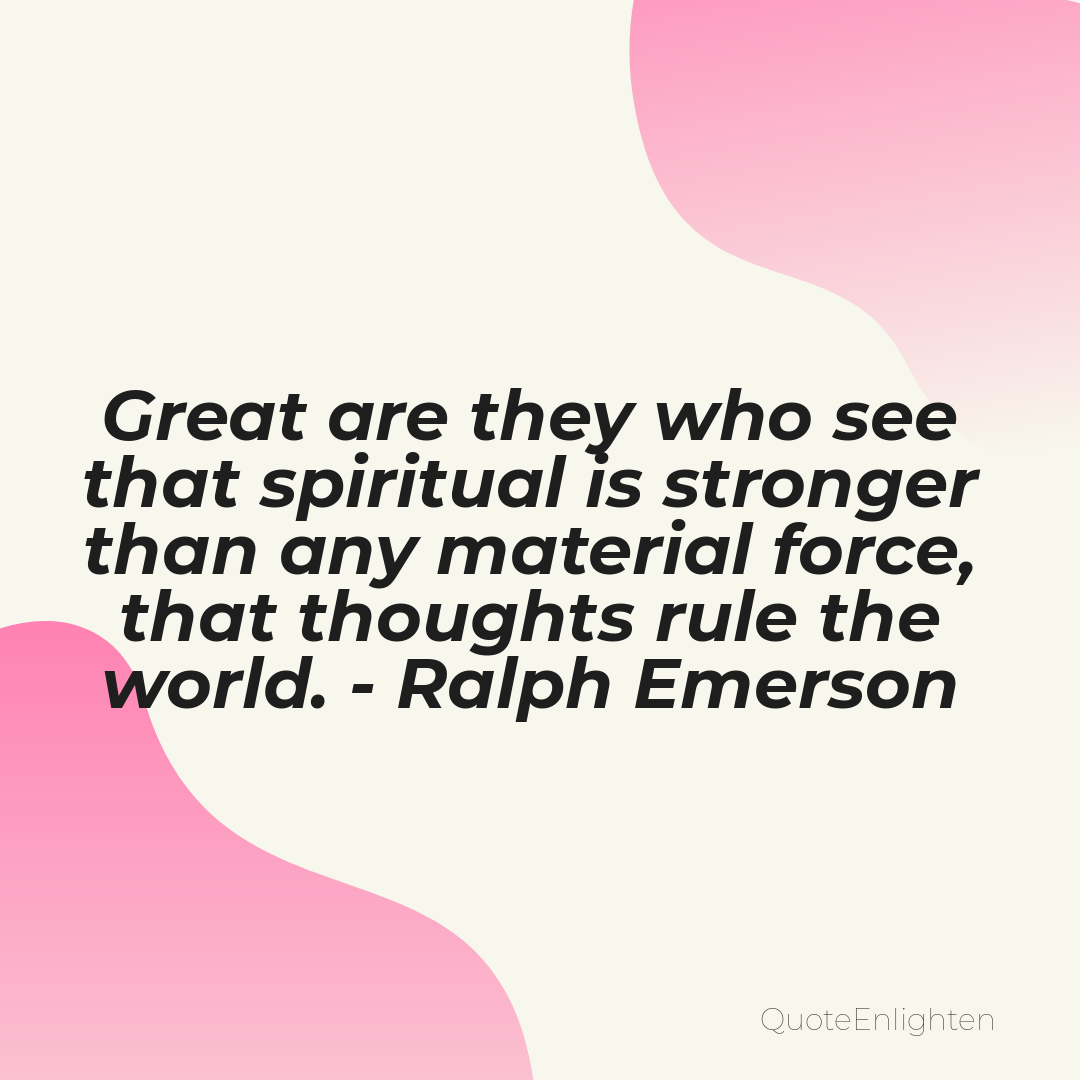 Great are they who see
that spiritual is stronger
than any material force,
that thoughts rule the
world. - Ralph Emerson
QuoteEnlighten